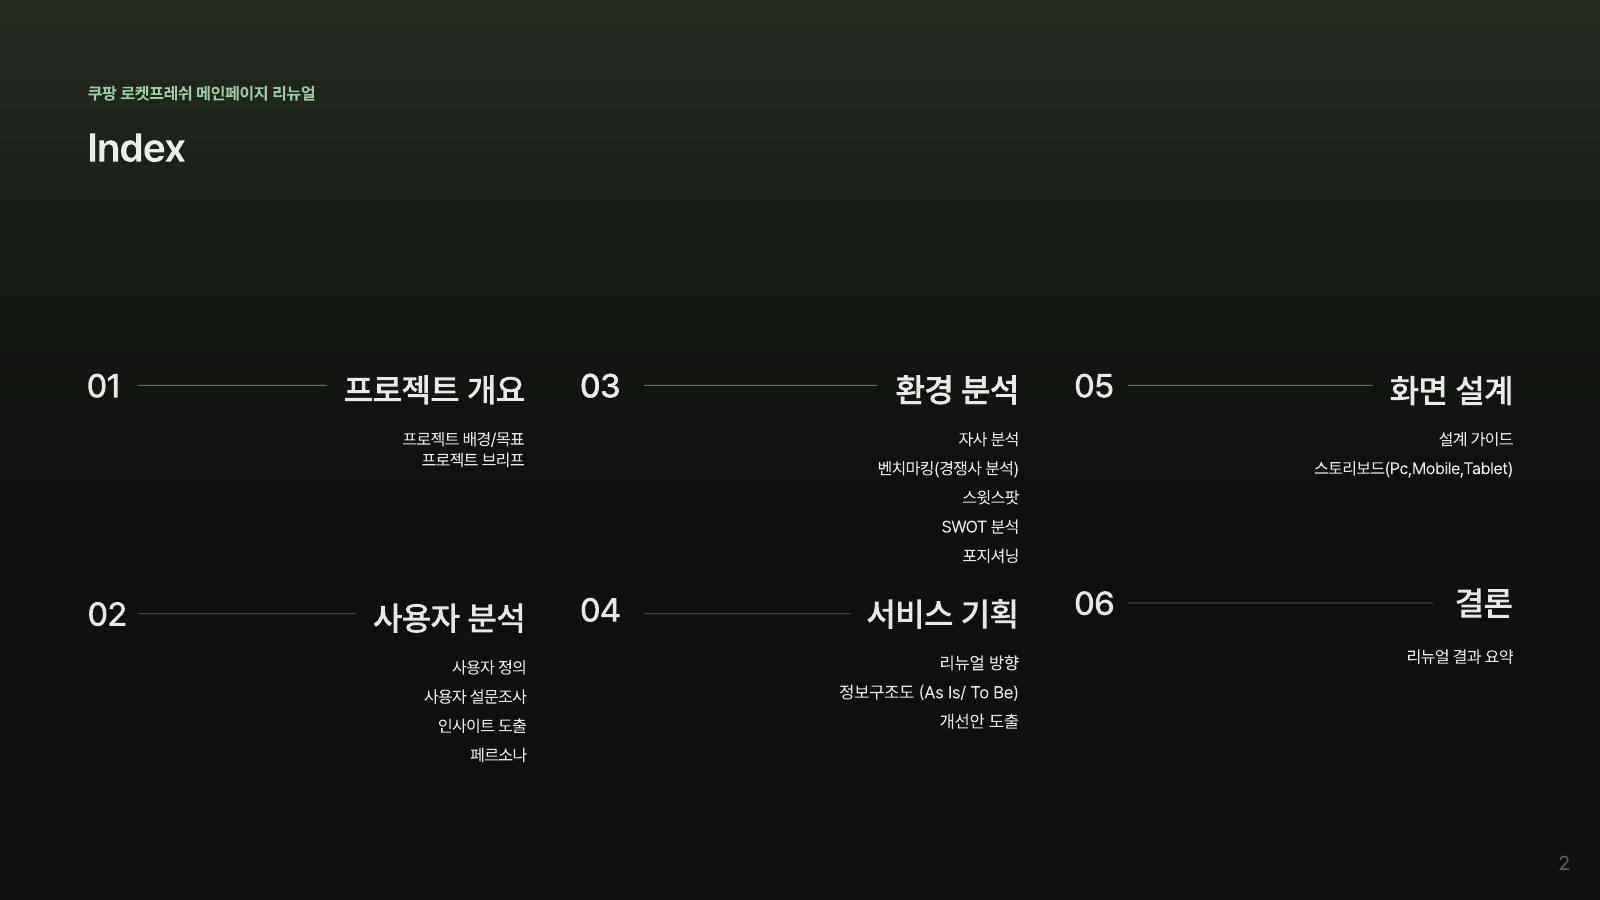 쿠팡 로켓프레쉬 메인페이지 리뉴얼
Index
01
프로젝트 개요
프로젝트 배경/목표
프로젝트 브리프
02
사용자 분석
사용자 정의
사용자 설문조사
인사이트 도출
페르소나
03
환경 분석
자사 분석
벤치마킹(경쟁사 분석)
스윗스팟
SWOT 분석
포지셔닝
04
서비스 기획
리뉴얼 방향
정보구조도 (As Is/ To Be)
개선안 도출
05
화면 설계
설계 가이드
스토리보드(Pc,Mobile,Tablet)
06
결론
리뉴얼 결과 요약
2